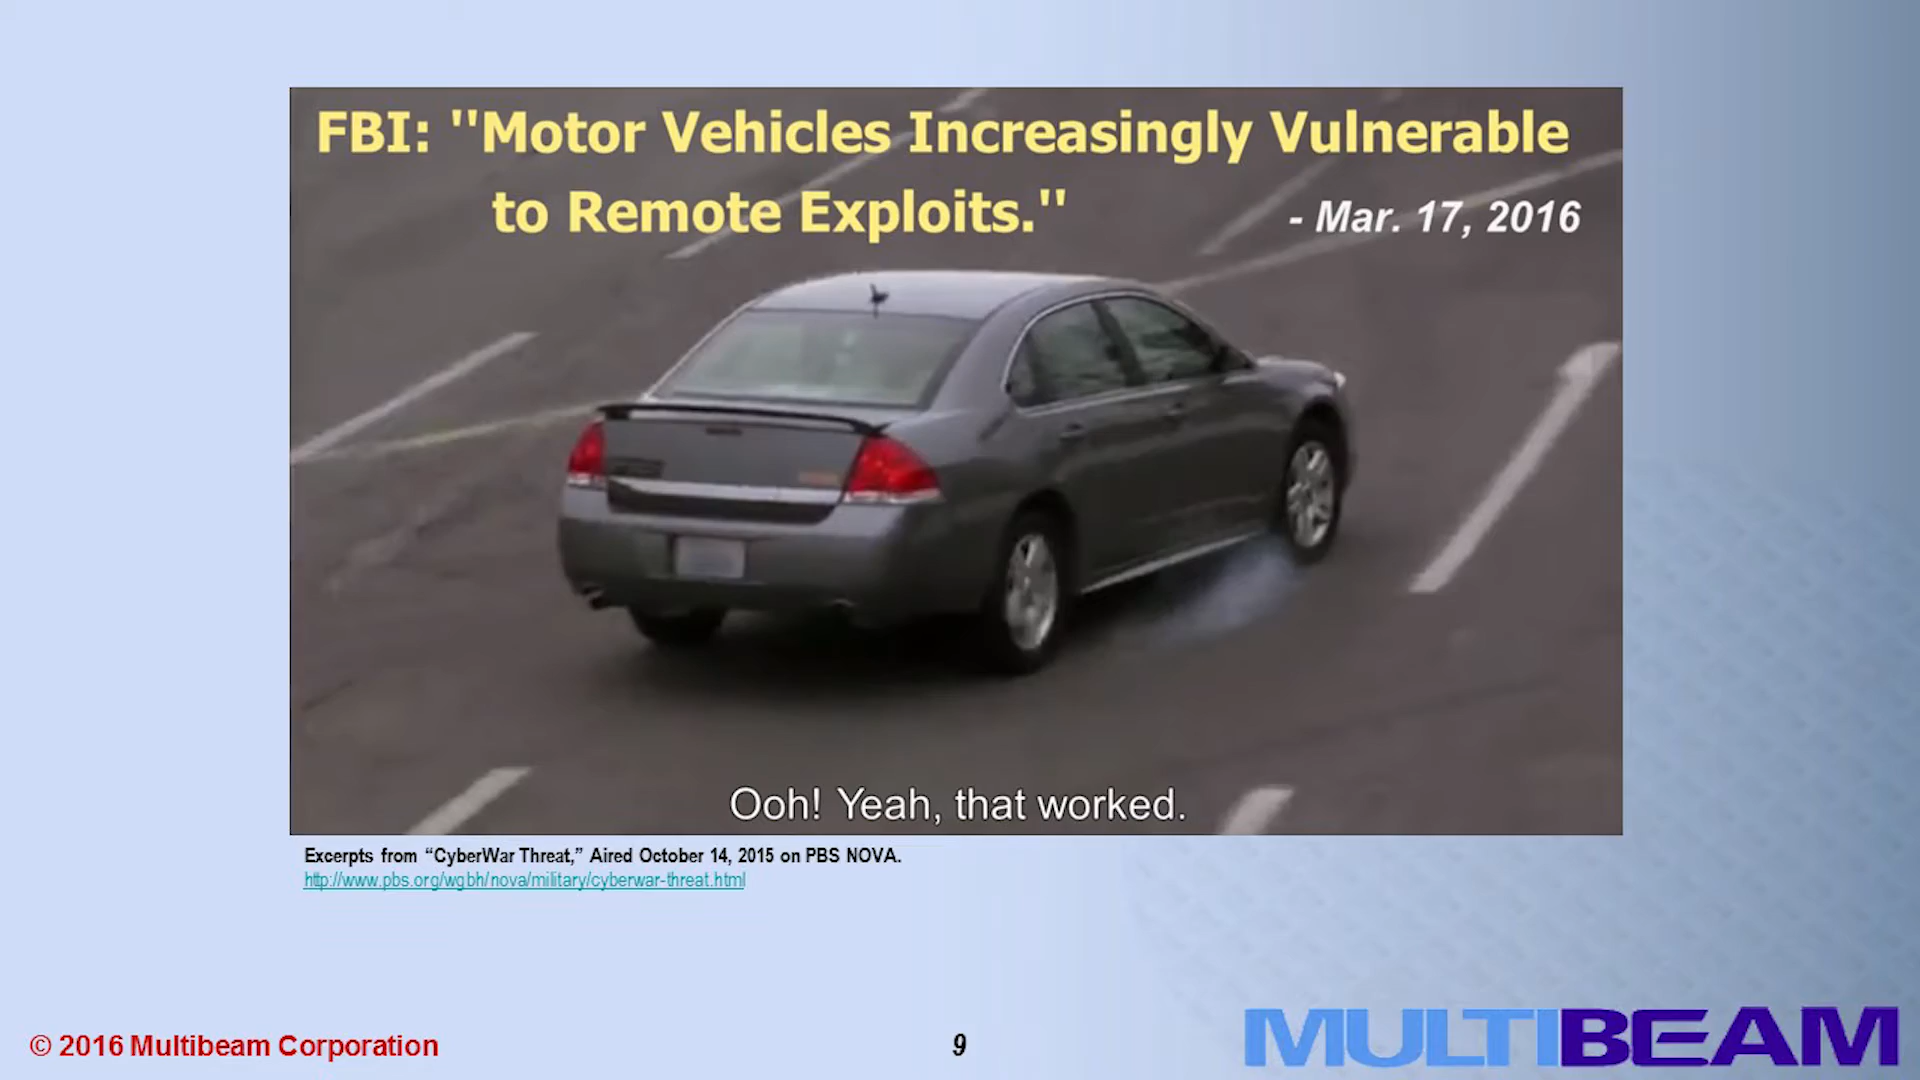 FBI: "Motor Vehicles Increasingly Vulnerable
to Remote Exploits." - Mar. 17, 2016
Ooh! Yeah, that worked.
Excerpts from “CyberWar Threat,” Aired October 14, 2015 on PBS NOVA.
http://www.pbs.org/wgbh/nova/military/cyberwar-threat.html
© 2016 Multibeam Corporation
9
MULTIBEAM